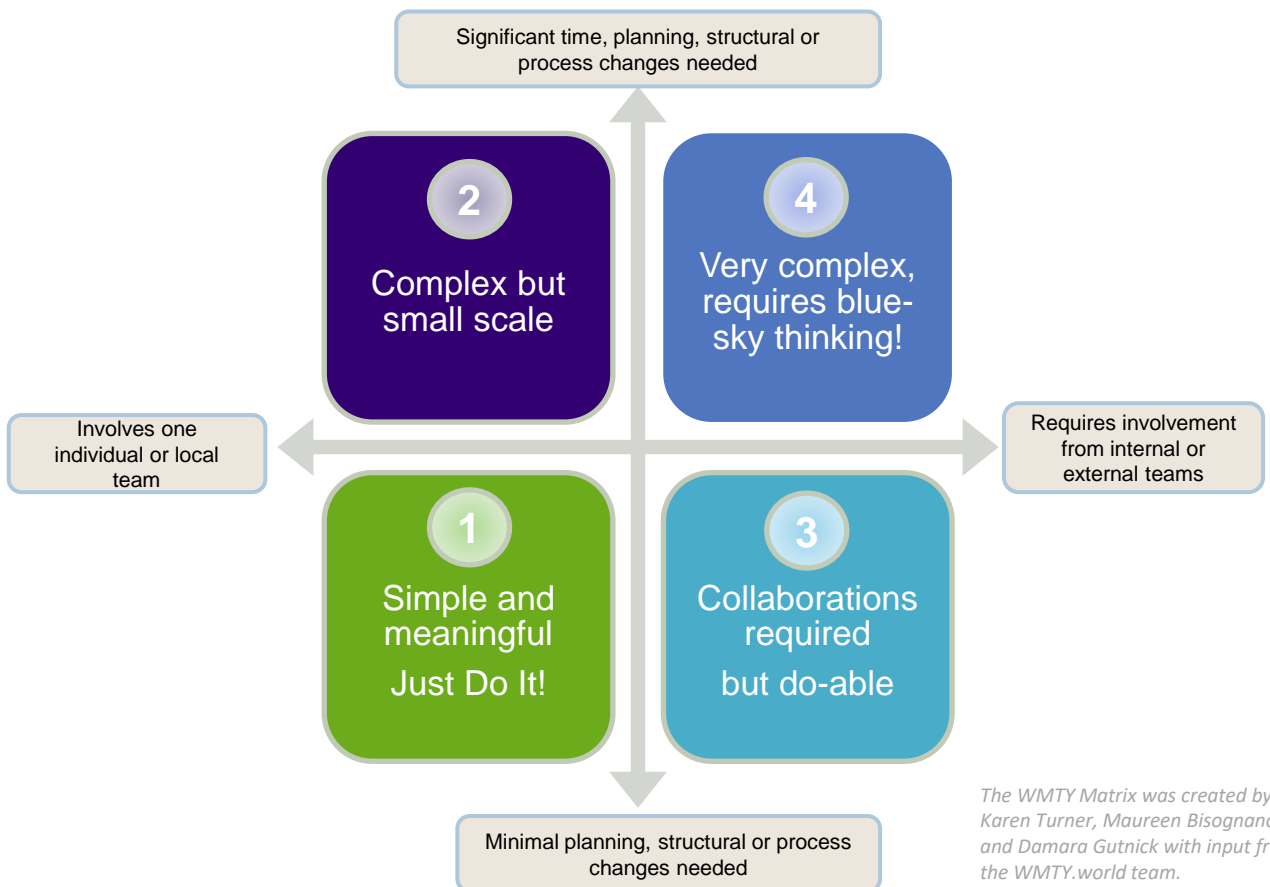 Significant time, planning, structural or
process changes needed
2
Complex but
small scale
4
Very complex,
requires blue-
sky thinking!
Involves one
individual or local
team
Requires involvement
from internal or
external teams
1
Simple and
meaningful
Just Do It!
3
Collaborations
required
but do-able
Minimal planning, structural or process
changes needed
The WMTY Matrix was created by
Karen Turner, Maureen
and Damara Gutnick with input
the WMTY.world team.